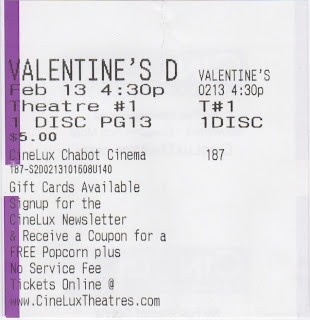 VALENTINE'S D VALENTINE'S
Feb 13 4:30p 0213 4:30p
Theatre #1 T#1
1 DISC PG13 1DISC
$5.00
CineLux Chabot Cinema 187
187-S200213101608U140
Gift Cards Available
Signup for the
CineLux Newsletter
& Receive a Coupon for a
FREE Popcorn plus
No Service Fee
Tickets Online @
www.CineLuxTheatres.com